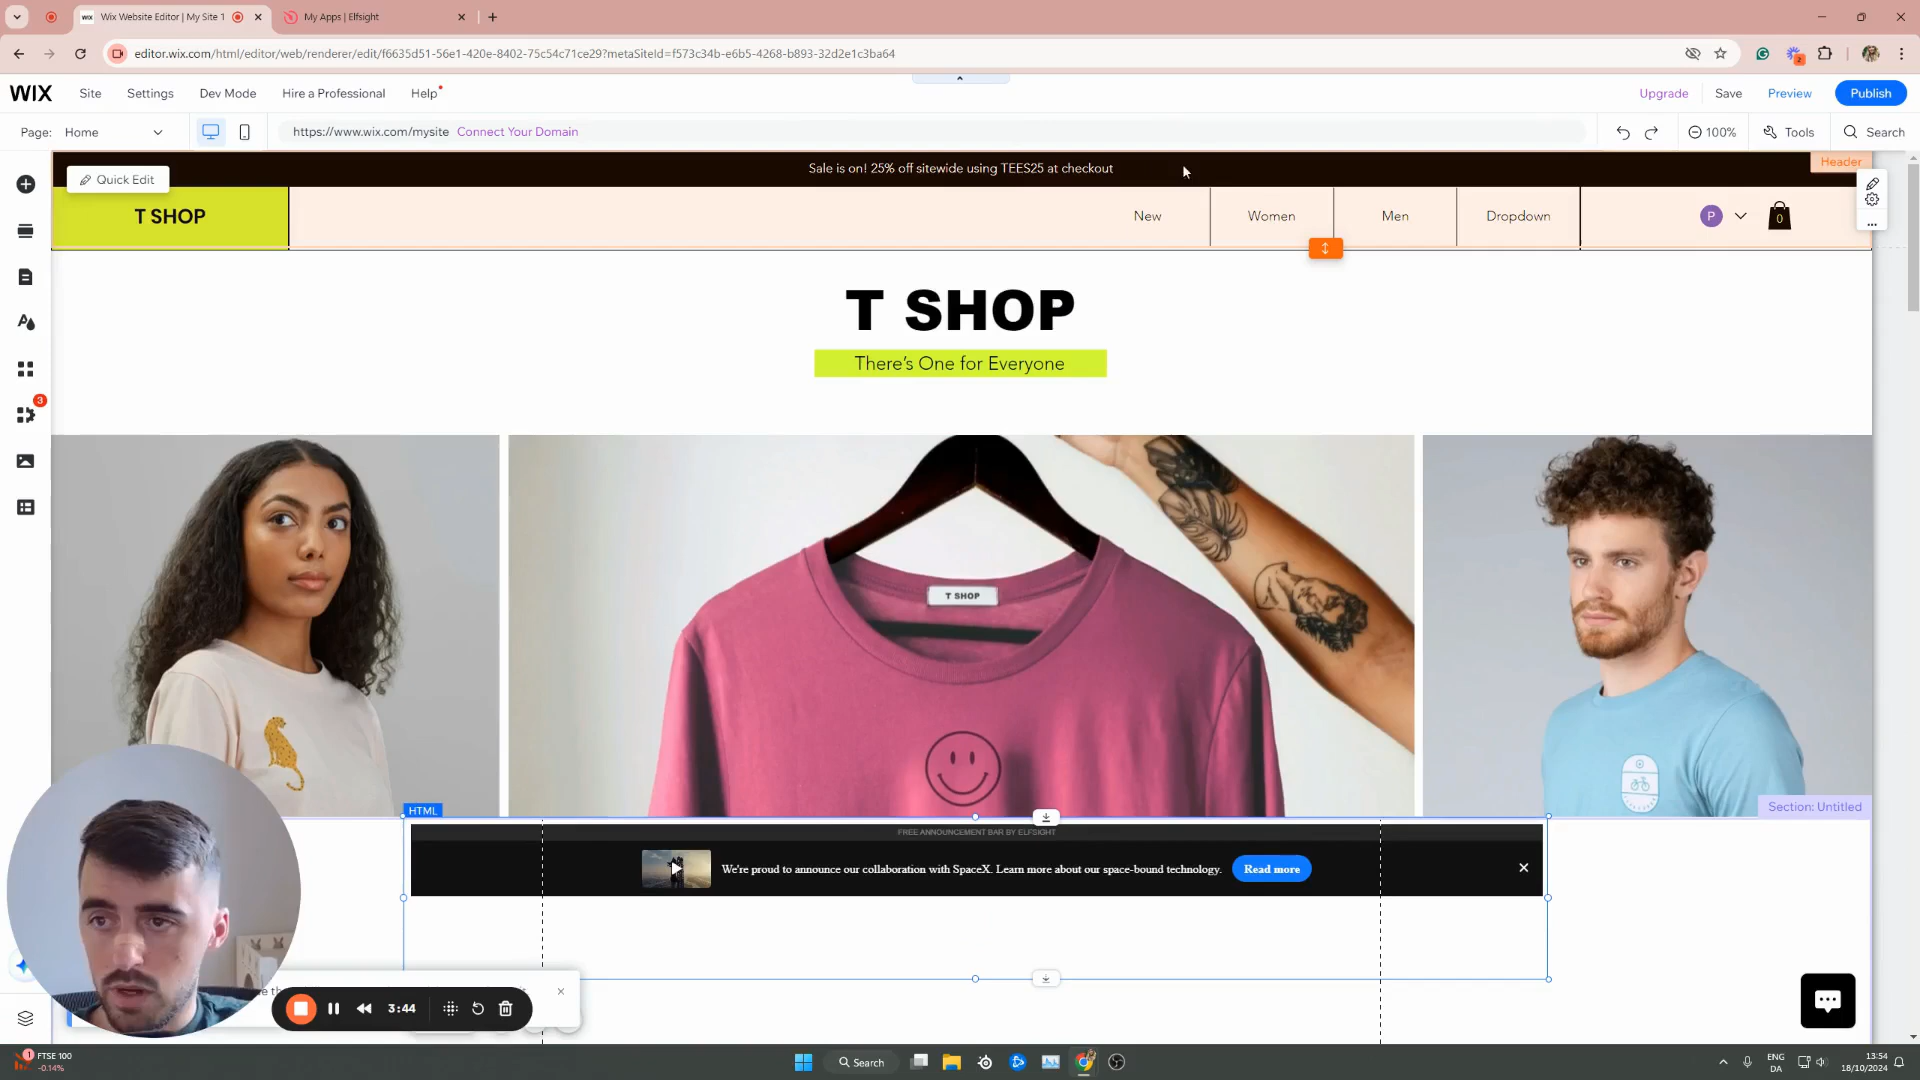 Wix Website Editor | My Site 1
My Apps | Elfsight
editor.wix.com/html/editor/web/renderer/edit/f6635d51-56e1-420e-8402-75c54c71ce29?metaSiteId=f573c34b-e6b5-4268-b893-32d2e1c3ba64
2
WIX
Site
Settings
Dev Mode
Hire a Professional
Help
Upgrade
Save
Preview
Publish
Page: Home
https://www.wix.com/mysite Connect Your Domain
100%
Tools
Search
Sale is on! 25% off sitewide using TEES25 at checkout
Header
Quick Edit
T SHOP
New
Women
Men
Dropdown
P
0
T SHOP
There's One for Everyone
3
T SHOP
Section: Untitled
HTML
FREE ANNOUNCEMENT BAR BY ELFSIGHT
We're proud to announce our collaboration with SpaceX. Learn more about our space-bound technology.
Read more
3:44
1
FTSE 100
-0.14%
Search
ENG
DA
13:54
18/10/2024